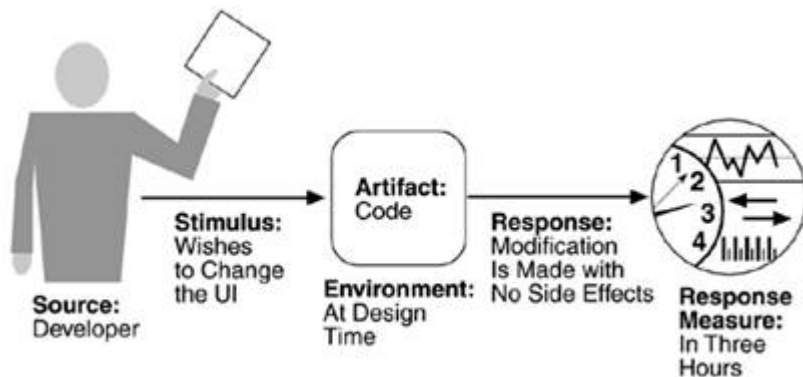 Source:
Developer
Stimulus:
Wishes
to Change
the UI
Artifact:
Code
Environment:
At Design
Time
Response:
Modification
Is Made with
No Side Effects
1
2
3
4
Response
Measure:
In Three
Hours